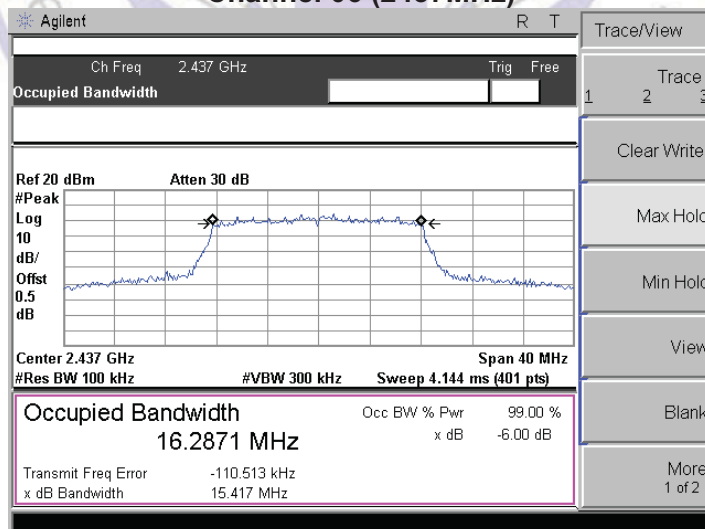 Agilent R T
Ch Freq 2.437 GHz Trig Free
Occupied Bandwidth
Ref 20 dBm Atten 30 dB
#Peak
Log
10
dB/
Offst
0.5
dB
Center 2.437 GHz Span 40 MHz
#Res BW 100 kHz #VBW 300 kHz Sweep 4.144 ms (401 pts)
Occupied Bandwidth Occ BW % Pwr 99.00 %
16.2871 MHz x dB -6.00 dB
Transmit Freq Error -110.513 kHz
x dB Bandwidth 15.417 MHz
Trace/View
Trace
1 2 3
Clear Write
Max Hold
Min Hold
View
Blank
More
1 of 2